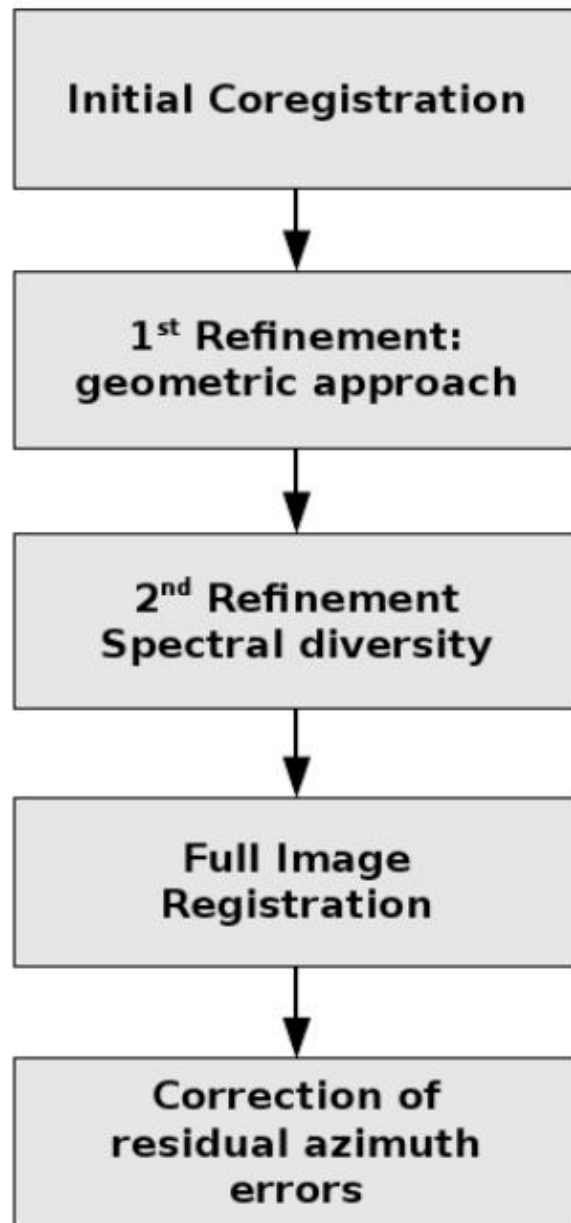 Initial Coregistration
1st Refinement:
geometric approach
2nd Refinement
Spectral diversity
Full Image
Registration
Correction of
residual azimuth
errors